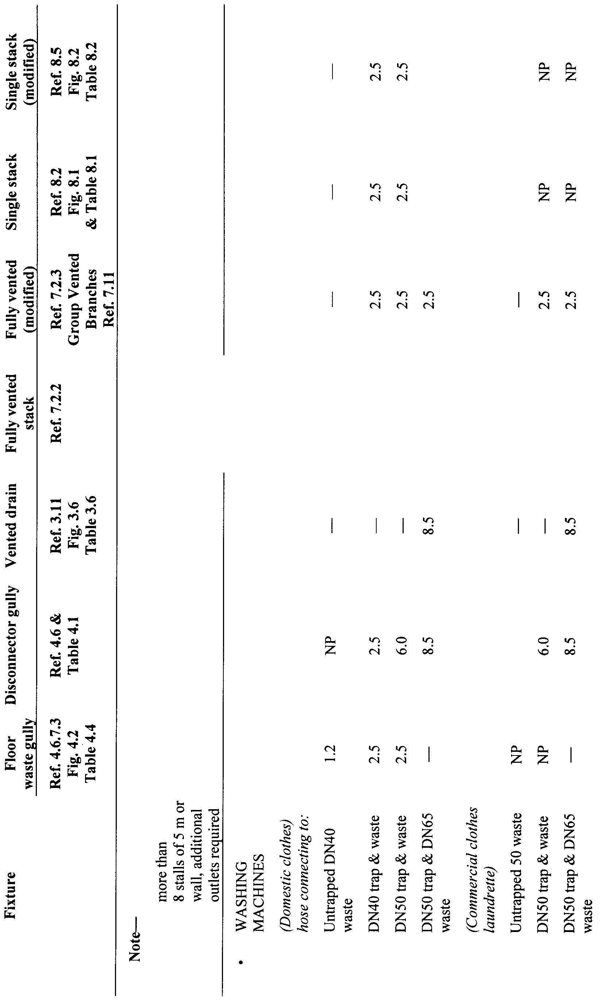 Fixture Floor Disconnector gully Vented drain Fully vented Fully vented Single stack Single stack
waste gully stack (modified) (modified)
Ref. 4.6.7.3 Ref. 4.6 & Ref. 3.11 Ref. 7.2.2 Ref. 7.2.3 Ref. 8.2 Ref. 8.5
Fig. 4.2 Table 4.1 Fig. 3.6 Group Vented Fig. 8.1 Fig. 8.2
Table 4.4 Table 3.6 Branches & Table 8.1 Table 8.2
Ref. 7.11
Note—
more than
8 stalls of 5 m or
wall, additional
outlets required
• WASHING
MACHINES
(Domestic clothes)
hose connecting to:
Untrapped DN40 1.2 NP — — — —
waste
DN40 trap & waste 2.5 2.5 — 2.5 2.5 2.5
DN50 trap & waste 2.5 6.0 — 2.5 2.5 2.5
DN50 trap & DN65 — 8.5 8.5 2.5
waste
(Commercial clothes
laundrette)
Untrapped 50 waste NP — —
DN50 trap & waste NP 6.0 — 2.5 NP NP
DN50 trap & DN65 — 8.5 8.5 2.5 NP NP
waste